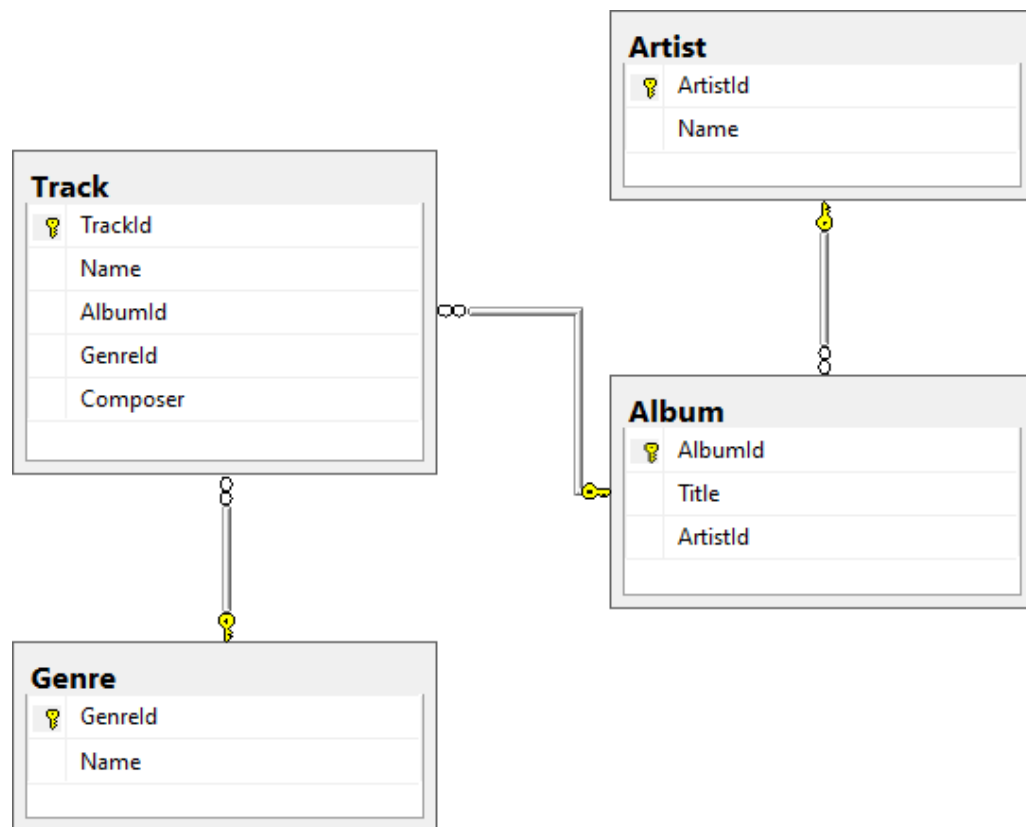 Artist
ArtistId
Name
Track
TrackId
Name
AlbumId
GenreId
Composer
Album
AlbumId
Title
ArtistId
Genre
GenreId
Name